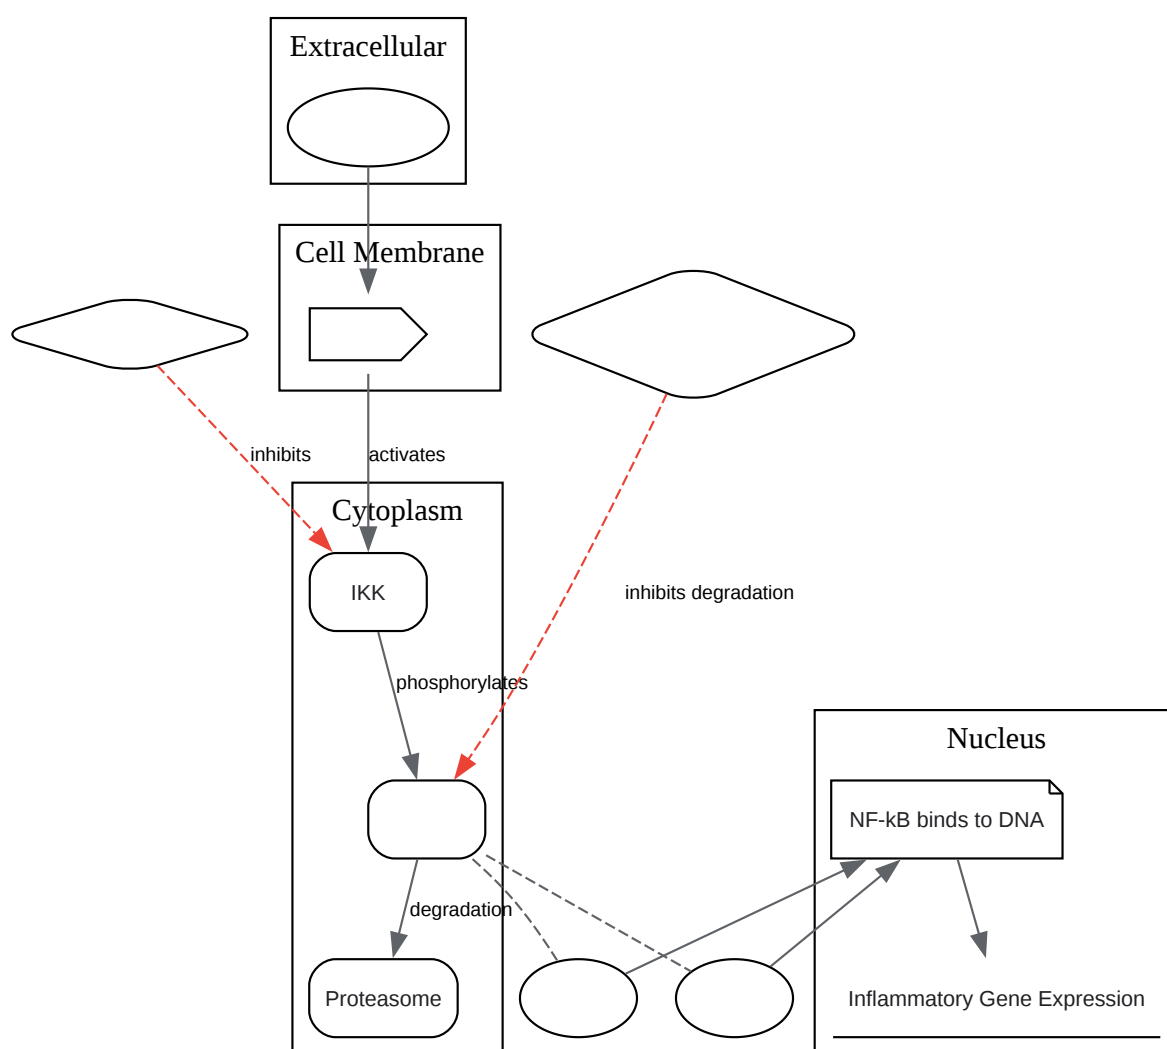 Extracellular
Cell Membrane
inhibits
activates
Cytoplasm
IKK
inhibits degradation
phosphorylates
Nucleus
NF-kB binds to DNA
degradation
Proteasome
Inflammatory Gene Expression